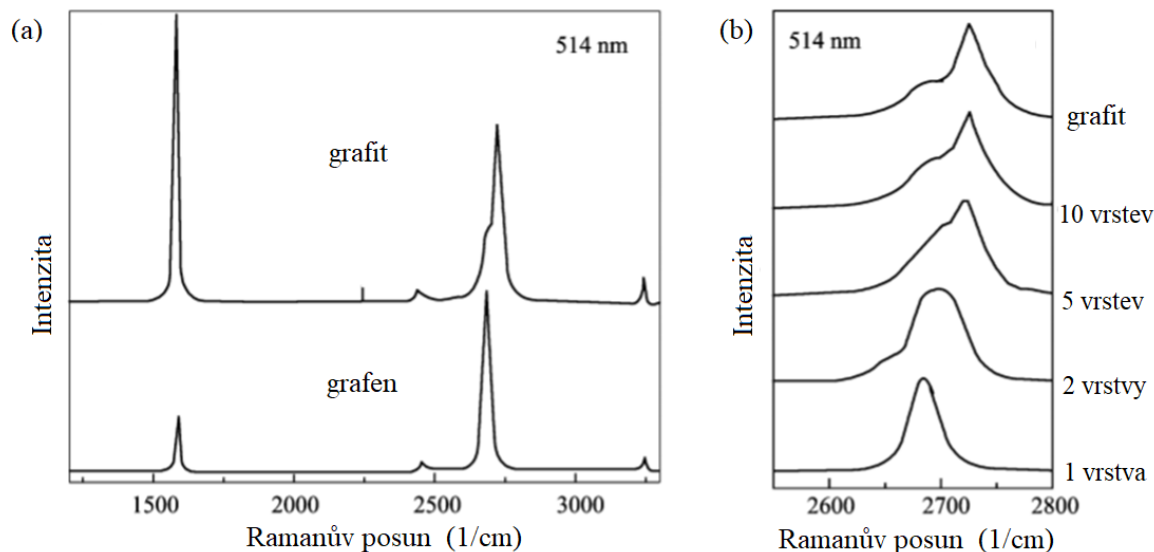 (a)
514 nm
grafit
grafen
Intenzita
1500 2000 2500 3000
Ramanův posun (1/cm)
(b)
514 nm
grafit
10 vrstev
5 vrstev
2 vrstvy
1 vrstva
Intenzita
2600 2700 2800
Ramanův posun (1/cm)